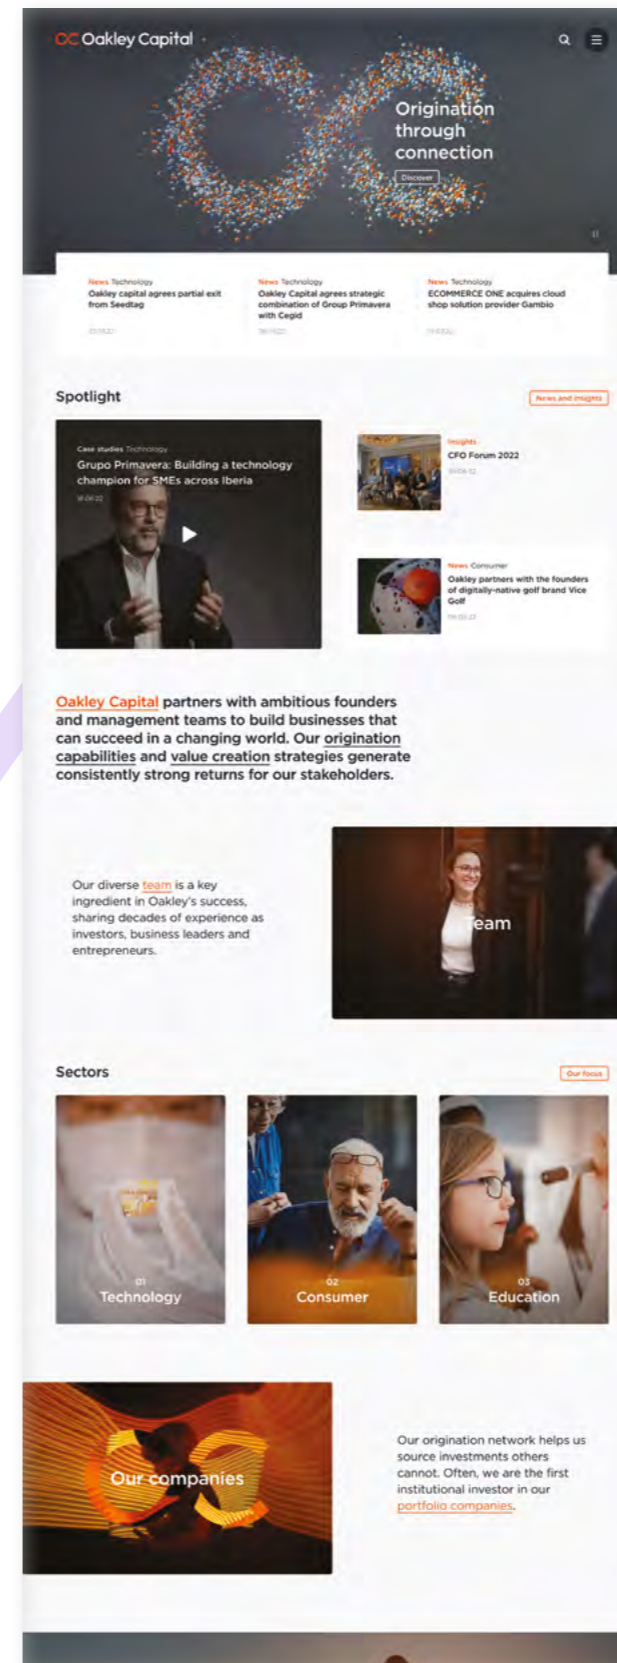 OC Oakley Capital
Origination
through
connection
Discover
News Technology
Oakley capital agrees partial exit
from Seedtag
News Technology
Oakley Capital agrees strategic
combination of Group Primavera
with Cegid
News Technology
ECOMMERCE ONE acquires cloud
shop solution provider Gambio
Spotlight
News and insights
Case studies Technology
Grupo Primavera: Building a technology
champion for SMEs across Iberia
Insights
CFO Forum 2022
News Consumer
Oakley partners with the founders
of digitally-native golf brand Vice
Golf
Oakley Capital partners with ambitious founders
and management teams to build businesses that
can succeed in a changing world. Our origination
capabilities and value creation strategies generate
consistently strong returns for our stakeholders.
Our diverse team is a key
ingredient in Oakley's success,
sharing decades of experience as
investors, business leaders and
entrepreneurs.
Team
Sectors
Our focus
01
Technology
02
Consumer
03
Education
Our companies
Our origination network helps us
source investments others
cannot. Often, we are the first
institutional investor in our
portfolio companies.